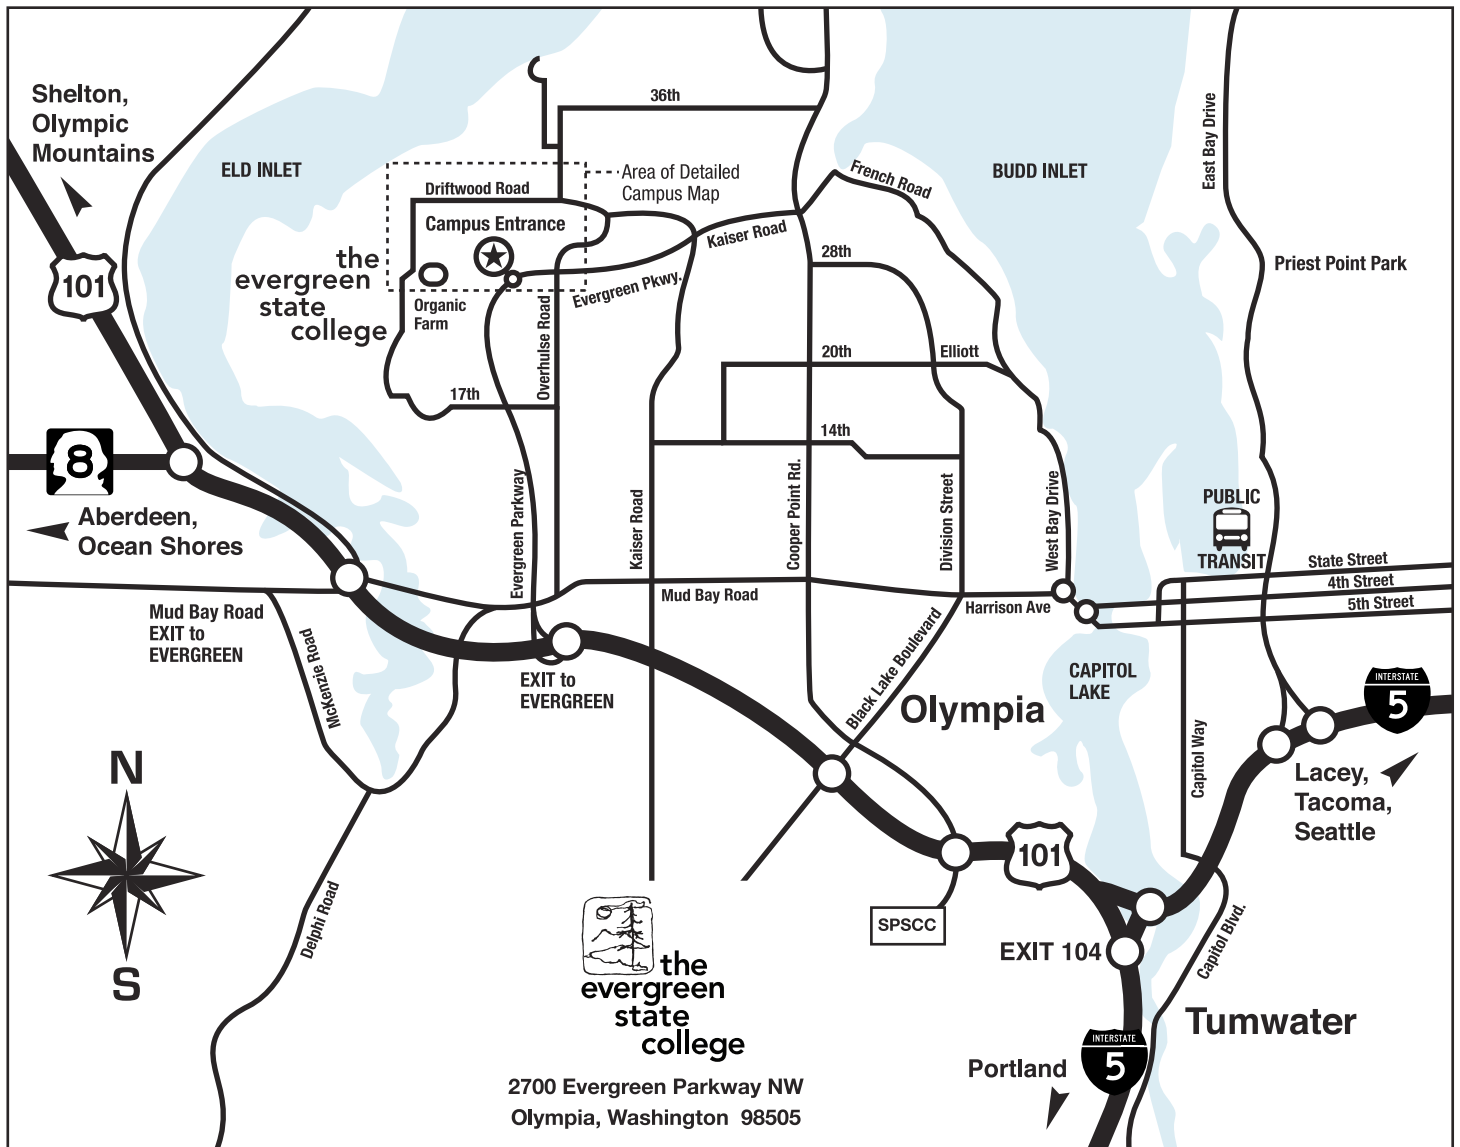 Shelton,
Olympic
Mountains
101
ELD INLET
36th
Area of Detailed
Campus Map
Driftwood Road
Campus Entrance
the
evergreen
state
college
Organic
Farm
17th
Overhulse Road
Evergreen Pkwy.
Kaiser Road
French Road
BUDD INLET
East Bay Drive
Priest Point Park
28th
20th
Elliott
14th
8
Aberdeen,
Ocean Shores
Evergreen Parkway
Kaiser Road
Cooper Point Rd.
Division Street
West Bay Drive
PUBLIC
TRANSIT
State Street
4th Street
5th Street
Mud Bay Road
EXIT to
EVERGREEN
McKenzie Road
Mud Bay Road
Harrison Ave
EXIT to
EVERGREEN
Black Lake Boulevard
Olympia
CAPITOL
LAKE
Capitol Way
INTERSTATE
5
Lacey,
Tacoma,
Seattle
N
S
Delphi Road
101
SPSCC
EXIT 104
Capitol Blvd.
Tumwater
INTERSTATE
5
Portland
the
evergreen
state
college
2700 Evergreen Parkway NW
Olympia, Washington 98505